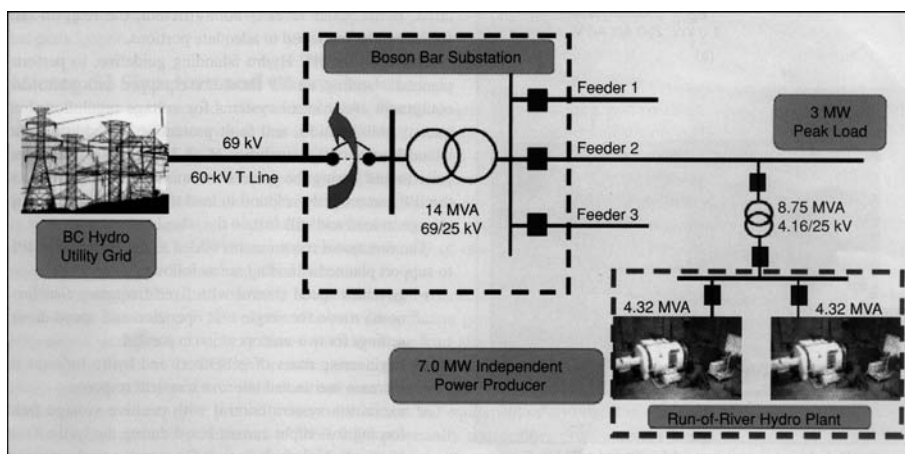 Boson Bar Substation
Feeder 1
3 MW
Peak Load
69 kV
Feeder 2
60-kV T Line
14 MVA
69/25 kV
8.75 MVA
4.16/25 kV
BC Hydro
Utility Grid
Feeder 3
4.32 MVA
4.32 MVA
7.0 MW Independent
Power Producer
Run-of-River Hydro Plant